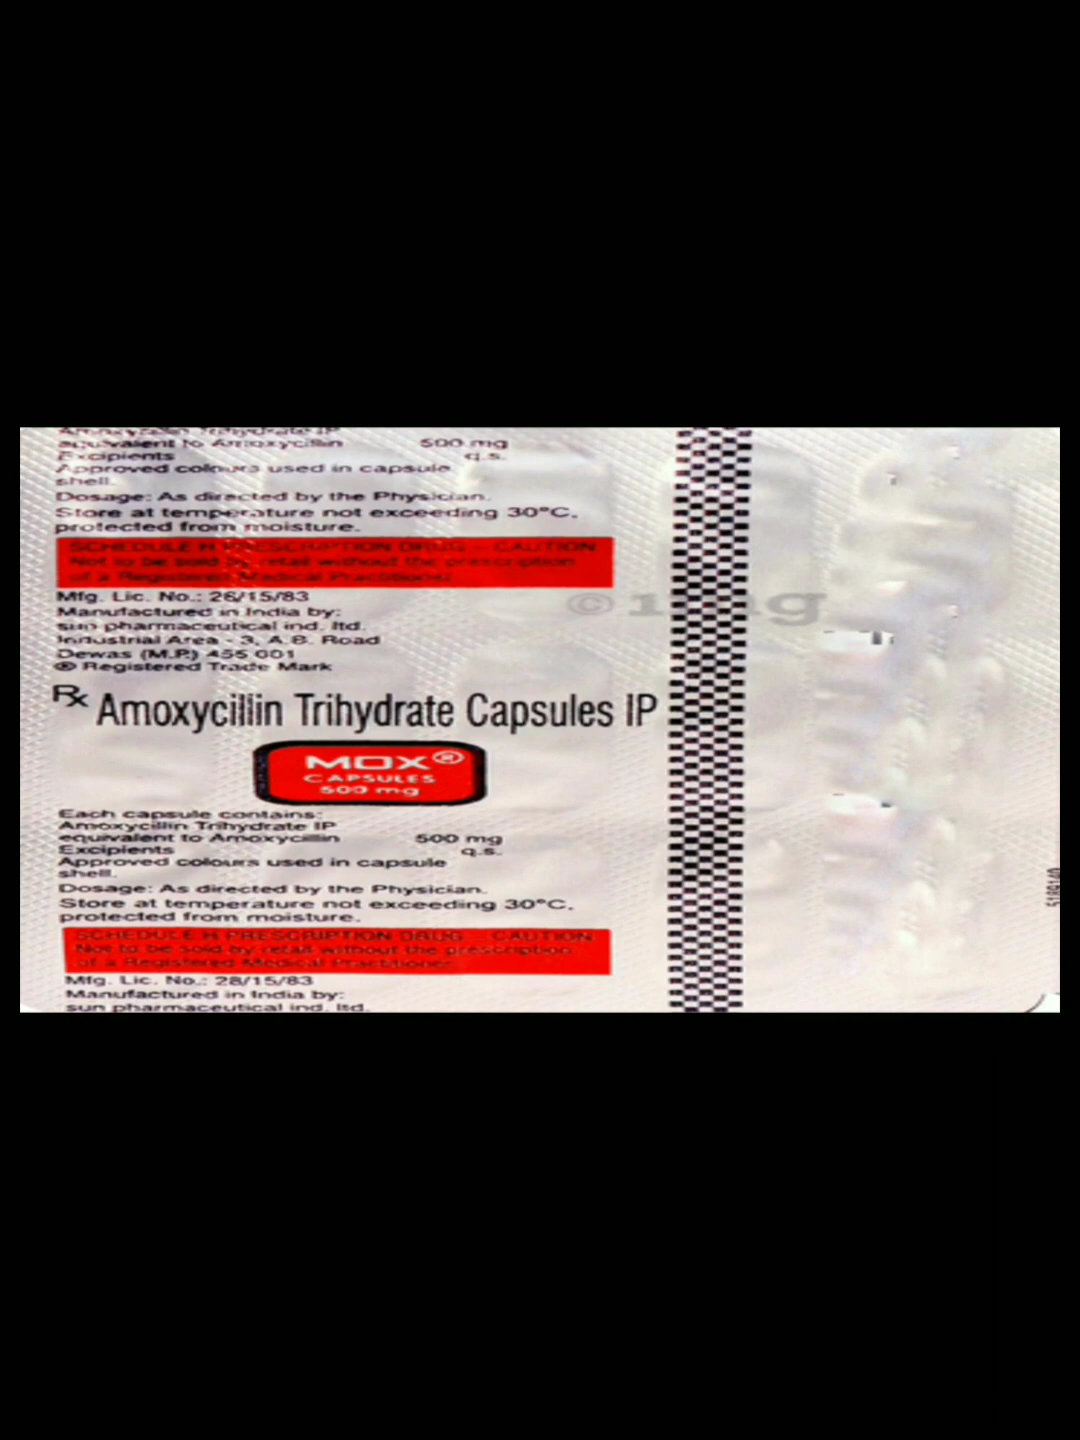 Amoxycillin Trihydrate IP
equivalent to Amoxycillin 500 mg
Excipients q.s.
Approved colours used in capsule
shell.
Dosage: As directed by the Physician.
Store at temperature not exceeding 30°C,
protected from moisture.
SCHEDULE H PRESCRIPTION DRUG - CAUTION
Not to be sold by retail without the prescription
of a Registered Medical Practitioner
Mfg. Lic. No.: 28/15/83
Manufactured in India by:
sun pharmaceutical ind. ltd.
Industrial Area - 3, A.B. Road
Dewas (M.P.) 455 001
® Registered Trade Mark
Rx Amoxycillin Trihydrate Capsules IP
MOX®
CAPSULES
500 mg
Each capsule contains:
Amoxycillin Trihydrate IP
equivalent to Amoxycillin 500 mg
Excipients q.s.
Approved colours used in capsule
shell.
Dosage: As directed by the Physician.
Store at temperature not exceeding 30°C,
protected from moisture.
SCHEDULE H PRESCRIPTION DRUG - CAUTION
Not to be sold by retail without the prescription
of a Registered Medical Practitioner
Mfg. Lic. No.: 28/15/83
Manufactured in India by:
sun pharmaceutical ind. ltd.